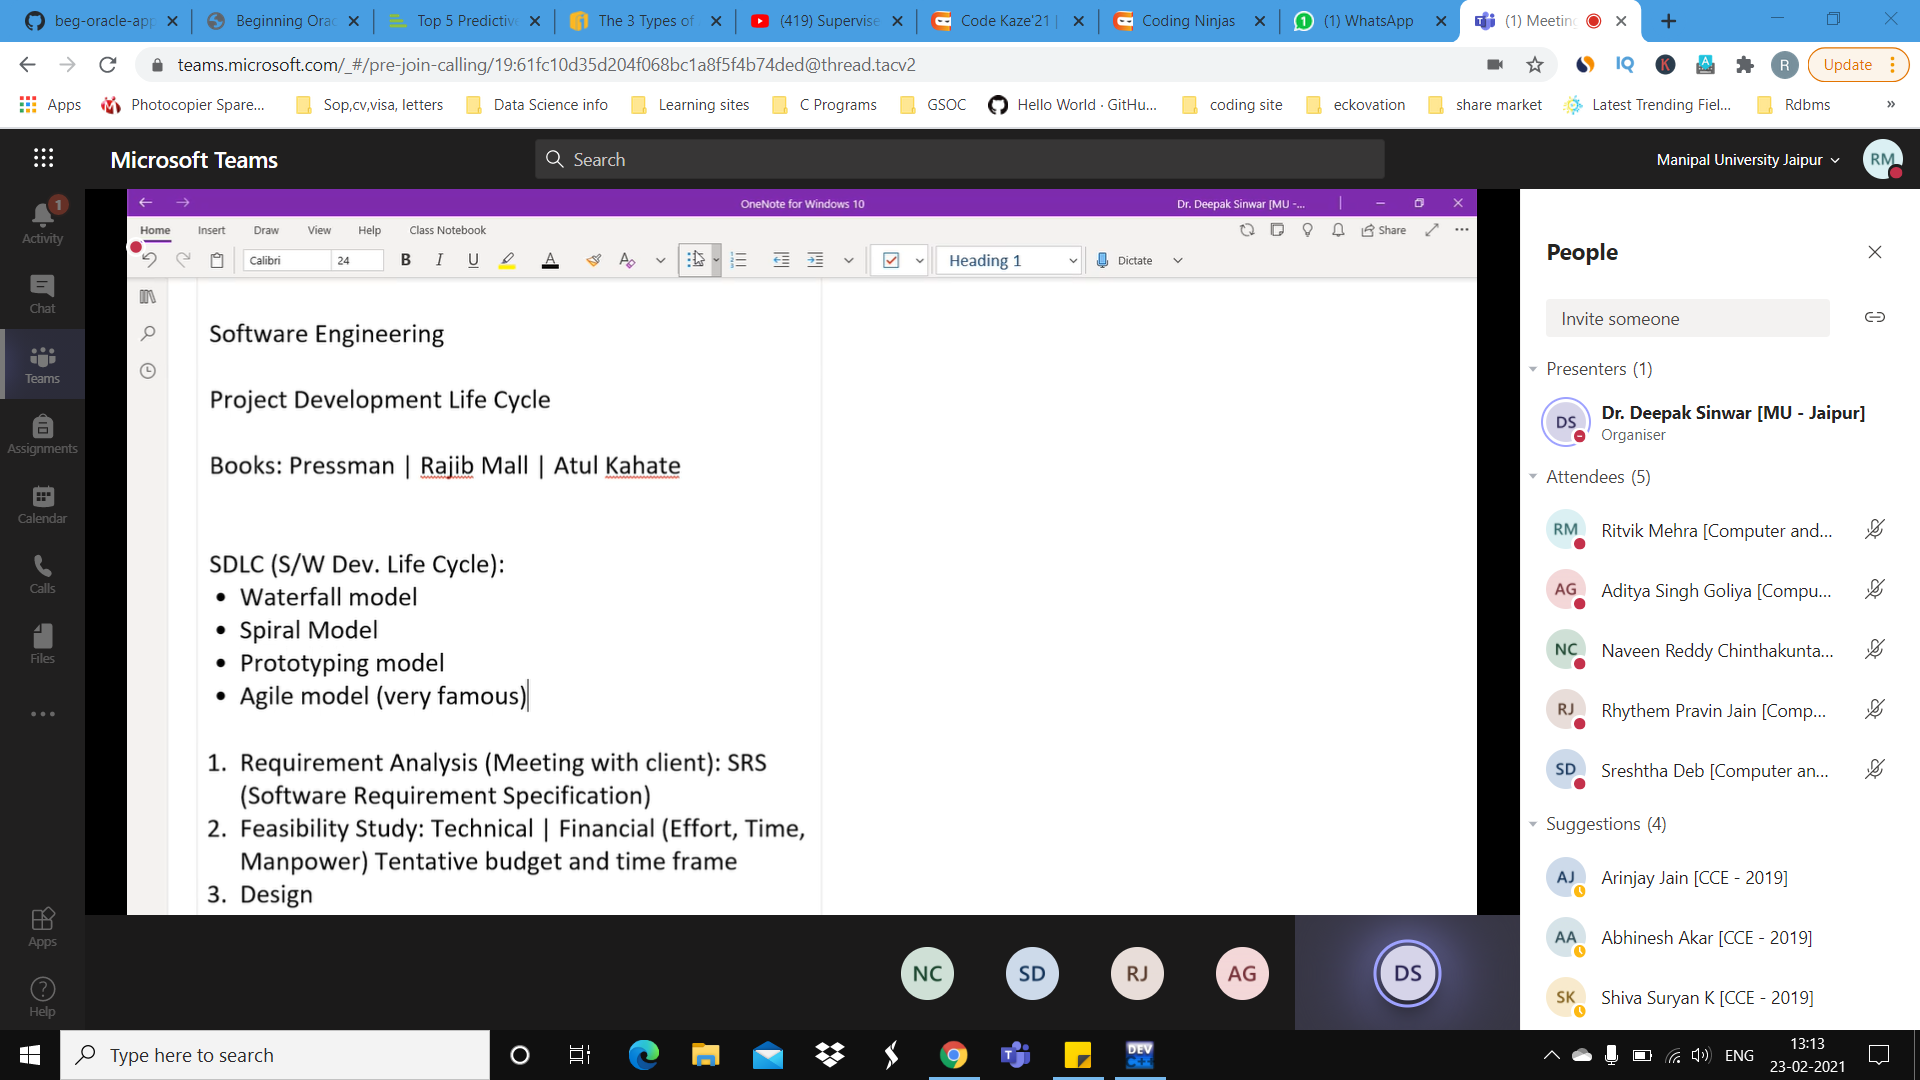 beg-oracle-app
Beginning Orac
Top 5 Predictive
The 3 Types of
(419) Supervise
Code Kaze'21 |
Coding Ninjas
(1) WhatsApp
(1) Meeting
teams.microsoft.com/_#/pre-join-calling/19:61fc10d35d204f068bc1a8f5f4b74ded@thread.tacv2
IQ
K
R
Update
Apps
Photocopier Spare...
Sop,cv,visa, letters
Data Science info
Learning sites
C Programs
GSOC
Hello World · GitHu...
coding site
eckovation
share market
Latest Trending Fiel...
Rdbms
»
Microsoft Teams
Search
Manipal University Jaipur
RM
1
Activity
Chat
Teams
Assignments
Calendar
Calls
Files
Apps
Help
OneNote for Windows 10
Dr. Deepak Sinwar [MU -...
Home Insert Draw View Help Class Notebook
Share
Calibri 24 B I U A A
Heading 1
Dictate
Software Engineering
Project Development Life Cycle
Books: Pressman | Rajib Mall | Atul Kahate
SDLC (S/W Dev. Life Cycle):
• Waterfall model
• Spiral Model
• Prototyping model
• Agile model (very famous)
1. Requirement Analysis (Meeting with client): SRS
(Software Requirement Specification)
2. Feasibility Study: Technical | Financial (Effort, Time,
Manpower) Tentative budget and time frame
3. Design
NC
SD
RJ
AG
DS
People
Invite someone
Presenters (1)
DS
Dr. Deepak Sinwar [MU - Jaipur]
Organiser
Attendees (5)
RM Ritvik Mehra [Computer and...
AG Aditya Singh Goliya [Compu...
NC Naveen Reddy Chinthakunta...
RJ Rhythem Pravin Jain [Comp...
SD Sreshtha Deb [Computer an...
Suggestions (4)
AJ Arinjay Jain [CCE - 2019]
AA Abhinesh Akar [CCE - 2019]
SK Shiva Suryan K [CCE - 2019]
Type here to search
DEV
C++
ENG
13:13
23-02-2021